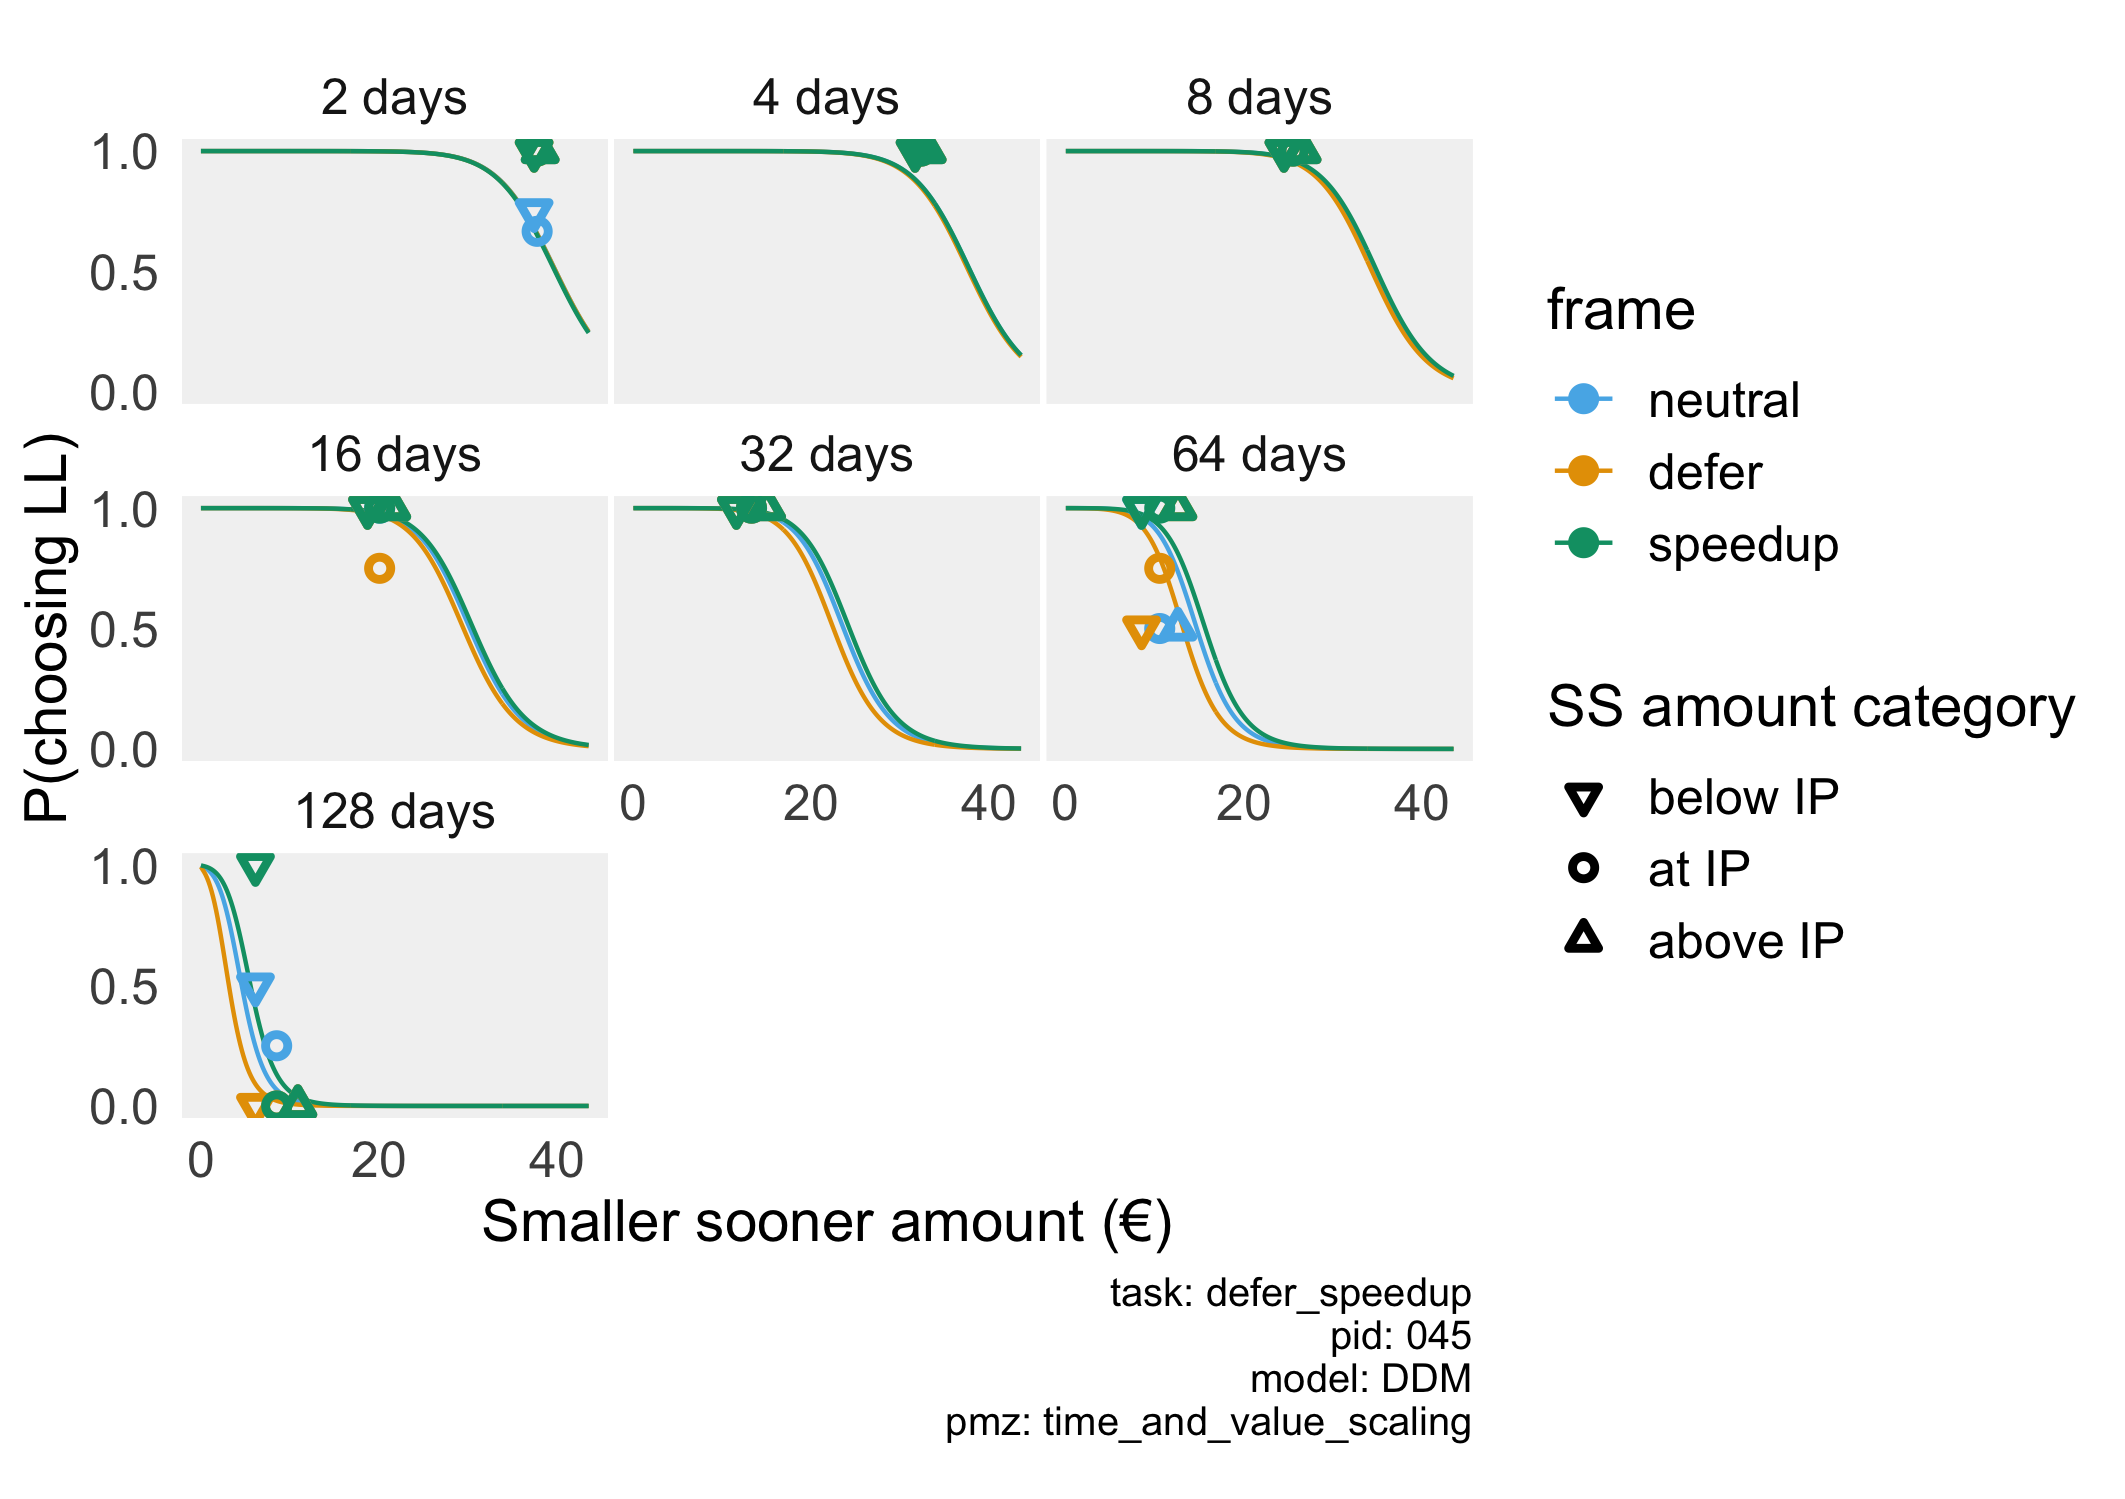 2 days
4 days
8 days
1.0
0.5
0.0
16 days
32 days
64 days
1.0
0.5
0.0
0 20 40
0 20 40
128 days
1.0
0.5
0.0
0 20 40
P(choosing LL)
Smaller sooner amount (€)
frame
neutral
defer
speedup
SS amount category
below IP
at IP
above IP
task: defer_speedup
pid: 045
model: DDM
pmz: time_and_value_scaling